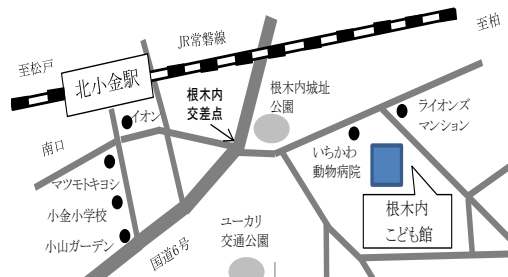 至柏
JR常磐線
至松戸
北小金駅
根木内
交差点
根木内城址
公園
ライオンズ
マンション
イオン
南口
いちかわ
動物病院
マツモトキヨシ
小金小学校
小山ガーデン
ユーカリ
交通公園
根木内
こども館
国道6号